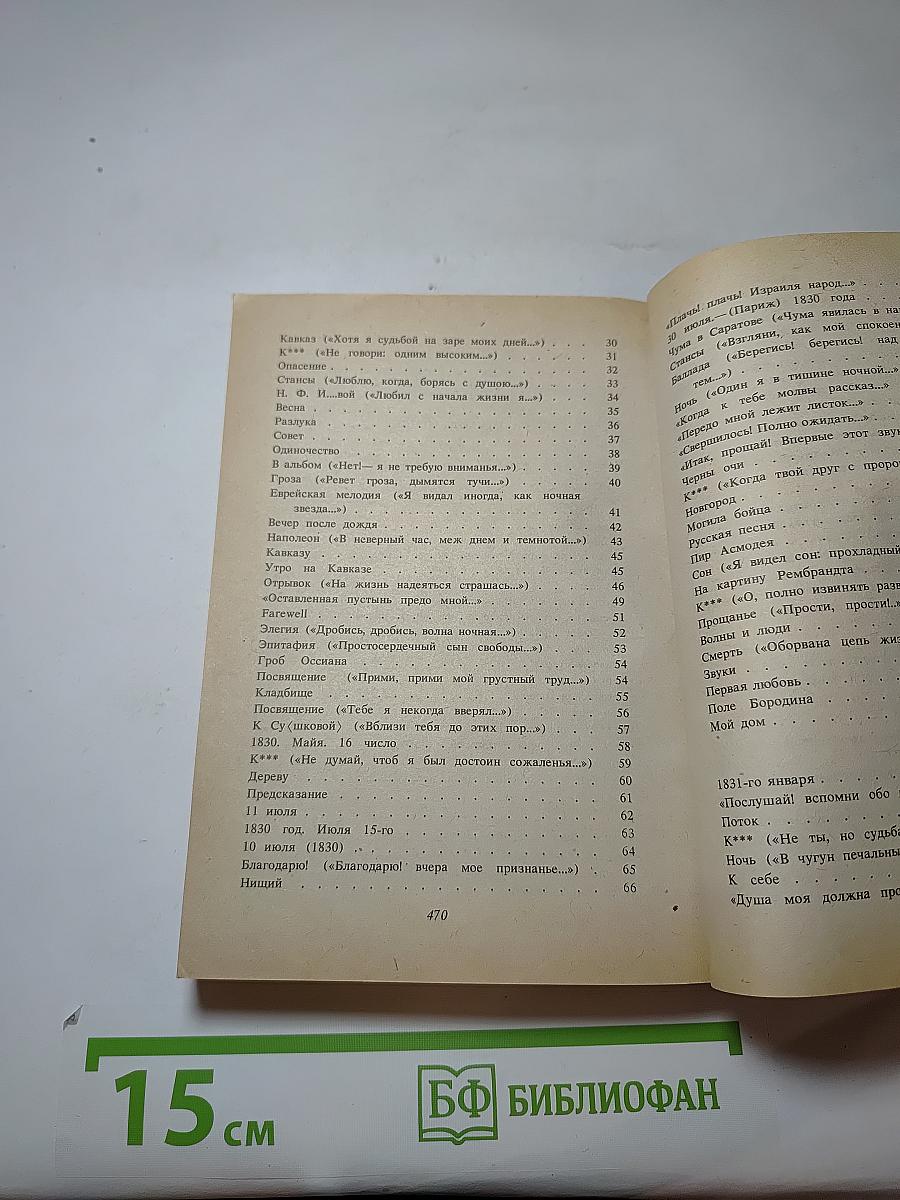 Кавказ («Хотя я судьбой на заре моих дней...») . . . 30
К*** («Не говори: одним высоким...») . . . . . . 31
Опасение . . . . . . . . . . . . . . . 32
Стансы («Люблю, когда, борясь с душою...») . . . . 33
Н. Ф. И....вой («Любил с начала жизни я...») . . . . 34
Весна . . . . . . . . . . . . . . . . 35
Разлука . . . . . . . . . . . . . . . 36
Совет . . . . . . . . . . . . . . . . 37
Одиночество . . . . . . . . . . . . . . 38
В альбом («Нет!— я не требую вниманья...») . . . . . 39
Гроза («Ревет гроза, дымятся тучи...») . . . . . . 40
Еврейская мелодия («Я видал иногда, как ночная
звезда...») . . . . . . . . . . . . . . 41
Вечер после дождя . . . . . . . . . . . . 42
Наполеон («В неверный час, меж днем и темнотой...») 43
Кавказу . . . . . . . . . . . . . . . 45
Утро на Кавказе . . . . . . . . . . . . . 45
Отрывок («На жизнь надеяться страшась...») . . . . . 46
«Оставленная пустынь предо мной...» . . . . . . . 49
Farewell . . . . . . . . . . . . . . . 51
Элегия («Дробись, дробись, волна ночная...») . . . . . 52
Эпитафия («Простосердечный сын свободы...») . . . . 53
Гроб Оссиана . . . . . . . . . . . . . . 54
Посвящение («Прими, прими мой грустный труд...») 54
Кладбище . . . . . . . . . . . . . . . 55
Посвящение («Тебе я некогда вверял...») . . . . . . 56
К Су⟨шковой⟩ («Вблизи тебя до этих пор...») . . . . 57
1830. Майя. 16 число . . . . . . . . . . . 58
К*** («Не думай, чтоб я был достоин сожаленья...») 59
Дереву . . . . . . . . . . . . . . . . 60
Предсказание . . . . . . . . . . . . . . 61
11 июля . . . . . . . . . . . . . . . 62
1830 год. Июля 15-го . . . . . . . . . . . 63
10 июля (1830) . . . . . . . . . . . . . 64
Благодарю! («Благодарю! вчера мое признанье...») . . 65
Нищий . . . . . . . . . . . . . . . . 66
470
«Плачь! плачь! Израиля народ...» . . . .
30 июля.— (Париж) 1830 года . . .
Чума в Саратове («Чума явилась в на
Стансы («Взгляни, как мой спокоен
Баллада («Берегись! берегись! над
тем...») . . . . . . . .
Ночь («Один я в тишине ночной...»
«Когда к тебе молвы рассказ...»
«Передо мной лежит листок...» . .
«Свершилось! Полно ожидать...» . .
«Итак, прощай! Впервые этот звук
Черны очи . . . . . . .
К*** («Когда твой друг с пророч
Новгород . . . . . . .
Могила бойца . . . . . .
Русская песня . . . . . .
Пир Асмодея . . . . . .
Сон («Я видел сон: прохладный
На картину Рембрандта . . .
К*** («О, полно извинять разв
Прощанье («Прости, прости!..»
Волны и люди . . . . . .
Смерть («Оборвана цепь жиз
Звуки . . . . . . . .
Первая любовь . . . . . .
Поле Бородина . . . . . .
Мой дом . . . . . . . .
1831-го января . . . . . .
«Послушай! вспомни обо
Поток . . . . . . . .
К*** («Не ты, но судьба
Ночь («В чугун печальны
К себе . . . . . . .
«Душа моя должна про
15 см
БФ БИБЛИОФАН